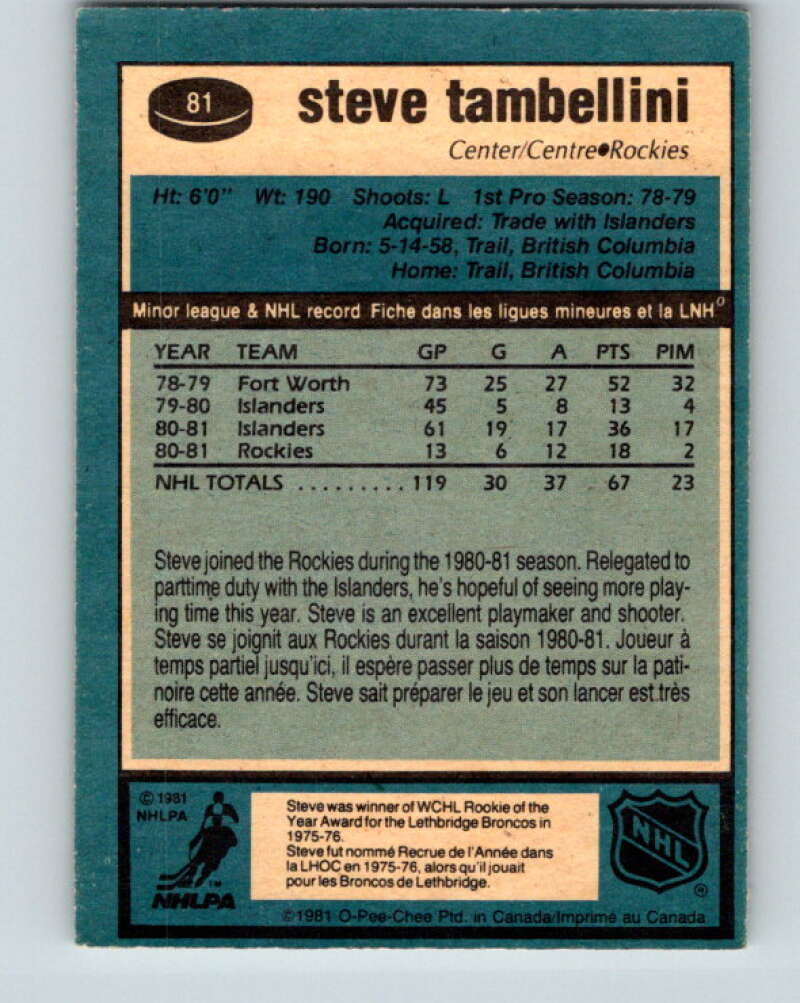 81
steve tambellini
Center/Centre●Rockies
Ht: 6'0" Wt: 190 Shoots: L 1st Pro Season: 78-79
Acquired: Trade with Islanders
Born: 5-14-58, Trail, British Columbia
Home: Trail, British Columbia
Minor league & NHL record Fiche dans les ligues mineures et la LNH
YEAR TEAM GP G A PTS PIM
78-79 Fort Worth 73 25 27 52 32
79-80 Islanders 45 5 8 13 4
80-81 Islanders 61 19 17 36 17
80-81 Rockies 13 6 12 18 2
NHL TOTALS ......... 119 30 37 67 23
Steve joined the Rockies during the 1980-81 season. Relegated to
parttime duty with the Islanders, he's hopeful of seeing more play-
ing time this year. Steve is an excellent playmaker and shooter.
Steve se joignit aux Rockies durant la saison 1980-81. Joueur à
temps partiel jusqu'ici, il espère passer plus de temps sur la pati-
noire cette année. Steve sait préparer le jeu et son lancer est très
efficace.
© 1981
NHLPA
TM
NHLPA
Steve was winner of WCHL Rookie of the
Year Award for the Lethbridge Broncos in
1975-76.
Steve fut nommé Recrue de l'Année dans
la LHOC en 1975-76, alors qu'il jouait
pour les Broncos de Lethbridge.
NHL
®
©1981 O-Pee-Chee Ptd. in Canada/Imprimé au Canada